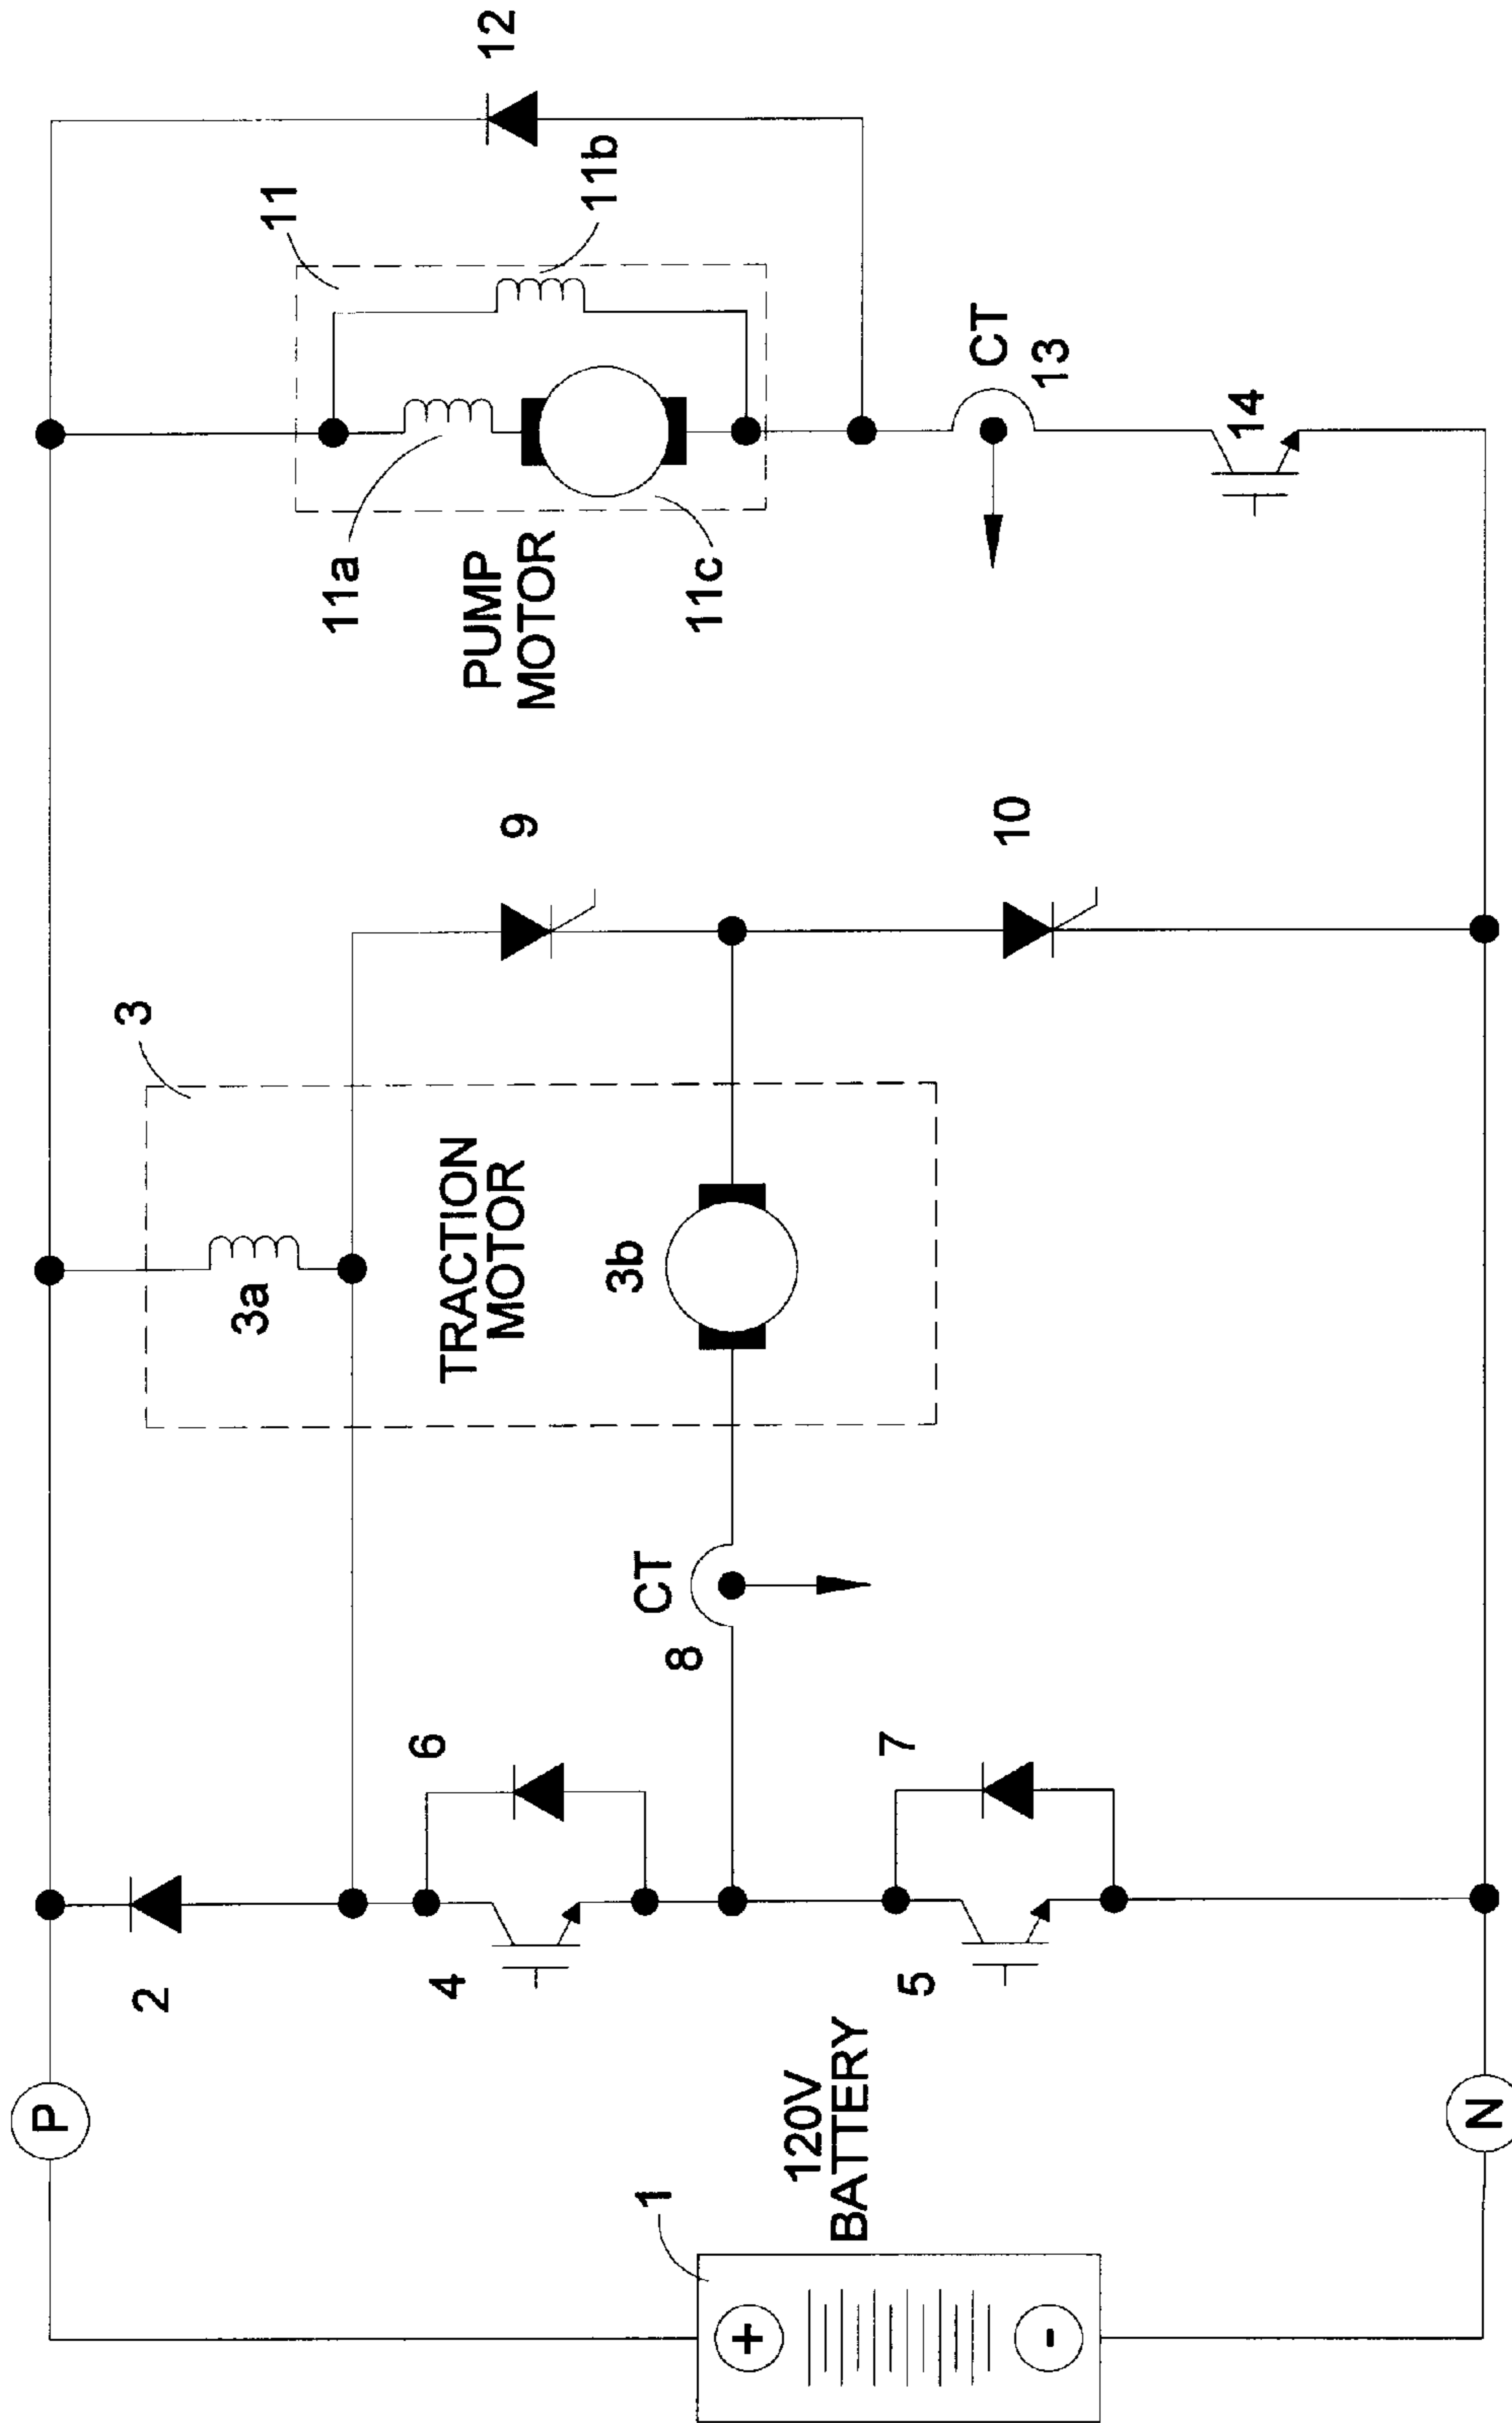 P
2
3
3a
TRACTION
MOTOR
3b
4
6
5
7
CT
8
9
10
11
11a
11b
11c
PUMP
MOTOR
12
CT
13
14
1
+
-
120V
BATTERY
N